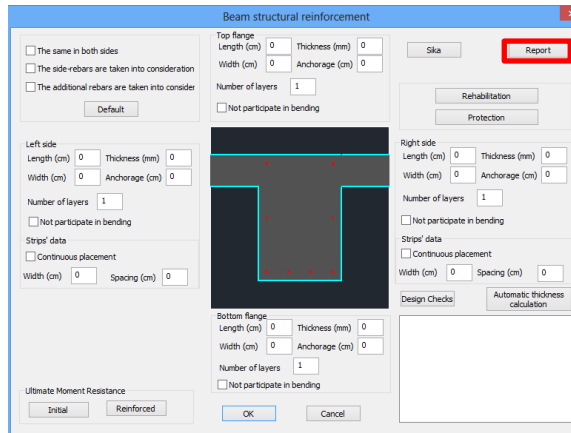 Beam structural reinforcement
The same in both sides
The side-rebars are taken into consideration
The additional rebars are taken into consider
Default
Top flange
Length (cm) 0 Thickness (mm) 0
Width (cm) 0 Anchorage (cm) 0
Number of layers 1
Not participate in bending
Sika Report
Rehabilitation
Protection
Left side
Length (cm) 0 Thickness (mm) 0
Width (cm) 0 Anchorage (cm) 0
Number of layers 1
Not participate in bending
Strips' data
Continuous placement
Width (cm) 0 Spacing (cm) 0
Right side
Length (cm) 0 Thickness (mm) 0
Width (cm) 0 Anchorage (cm) 0
Number of layers 1
Not participate in bending
Strips' data
Continuous placement
Width (cm) 0 Spacing (cm) 0
Design Checks
Automatic thickness
calculation
Bottom flange
Length (cm) 0 Thickness (mm) 0
Width (cm) 0 Anchorage (cm) 0
Number of layers 1
Not participate in bending
Ultimate Moment Resistance
Initial Reinforced
OK Cancel